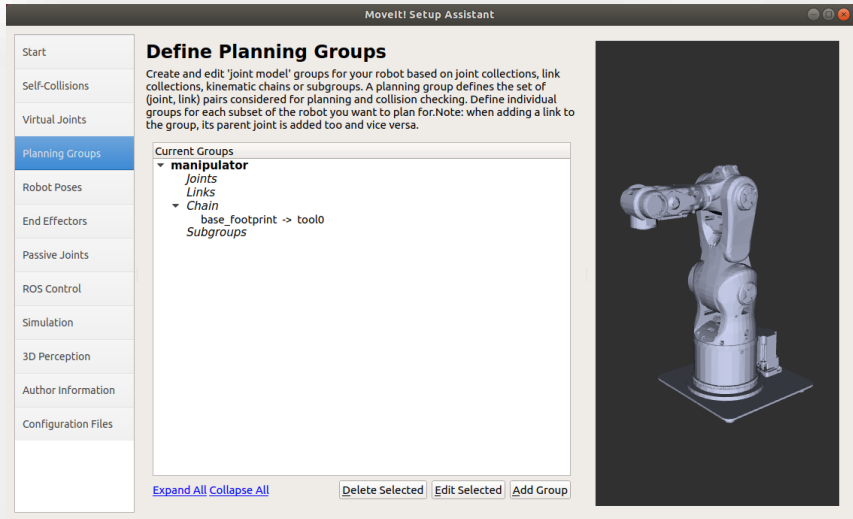 MoveIt! Setup Assistant
Start
Self-Collisions
Virtual Joints
Planning Groups
Robot Poses
End Effectors
Passive Joints
ROS Control
Simulation
3D Perception
Author Information
Configuration Files
Define Planning Groups
Create and edit 'joint model' groups for your robot based on joint collections, link
collections, kinematic chains or subgroups. A planning group defines the set of
(joint, link) pairs considered for planning and collision checking. Define individual
groups for each subset of the robot you want to plan for.Note: when adding a link to
the group, its parent joint is added too and vice versa.
Current Groups
manipulator
Joints
Links
Chain
base_footprint -> tool0
Subgroups
Expand All Collapse All
Delete Selected
Edit Selected
Add Group